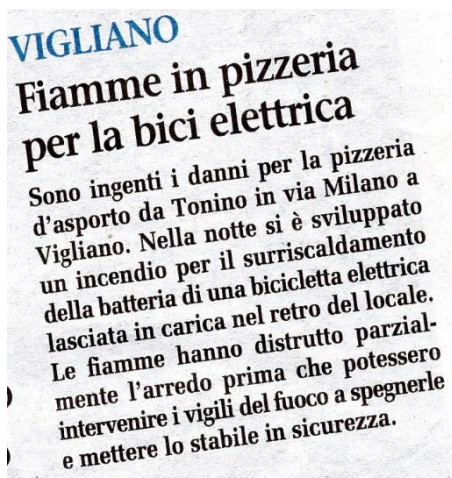 VIGLIANO
Fiamme in pizzeria
per la bici elettrica
Sono ingenti i danni per la pizzeria
d'asporto da Tonino in via Milano a
Vigliano. Nella notte si è sviluppato
un incendio per il surriscaldamento
della batteria di una bicicletta elettrica
lasciata in carica nel retro del locale.
Le fiamme hanno distrutto parzial-
mente l'arredo prima che potessero
intervenire i vigili del fuoco a spegnerle
e mettere lo stabile in sicurezza.